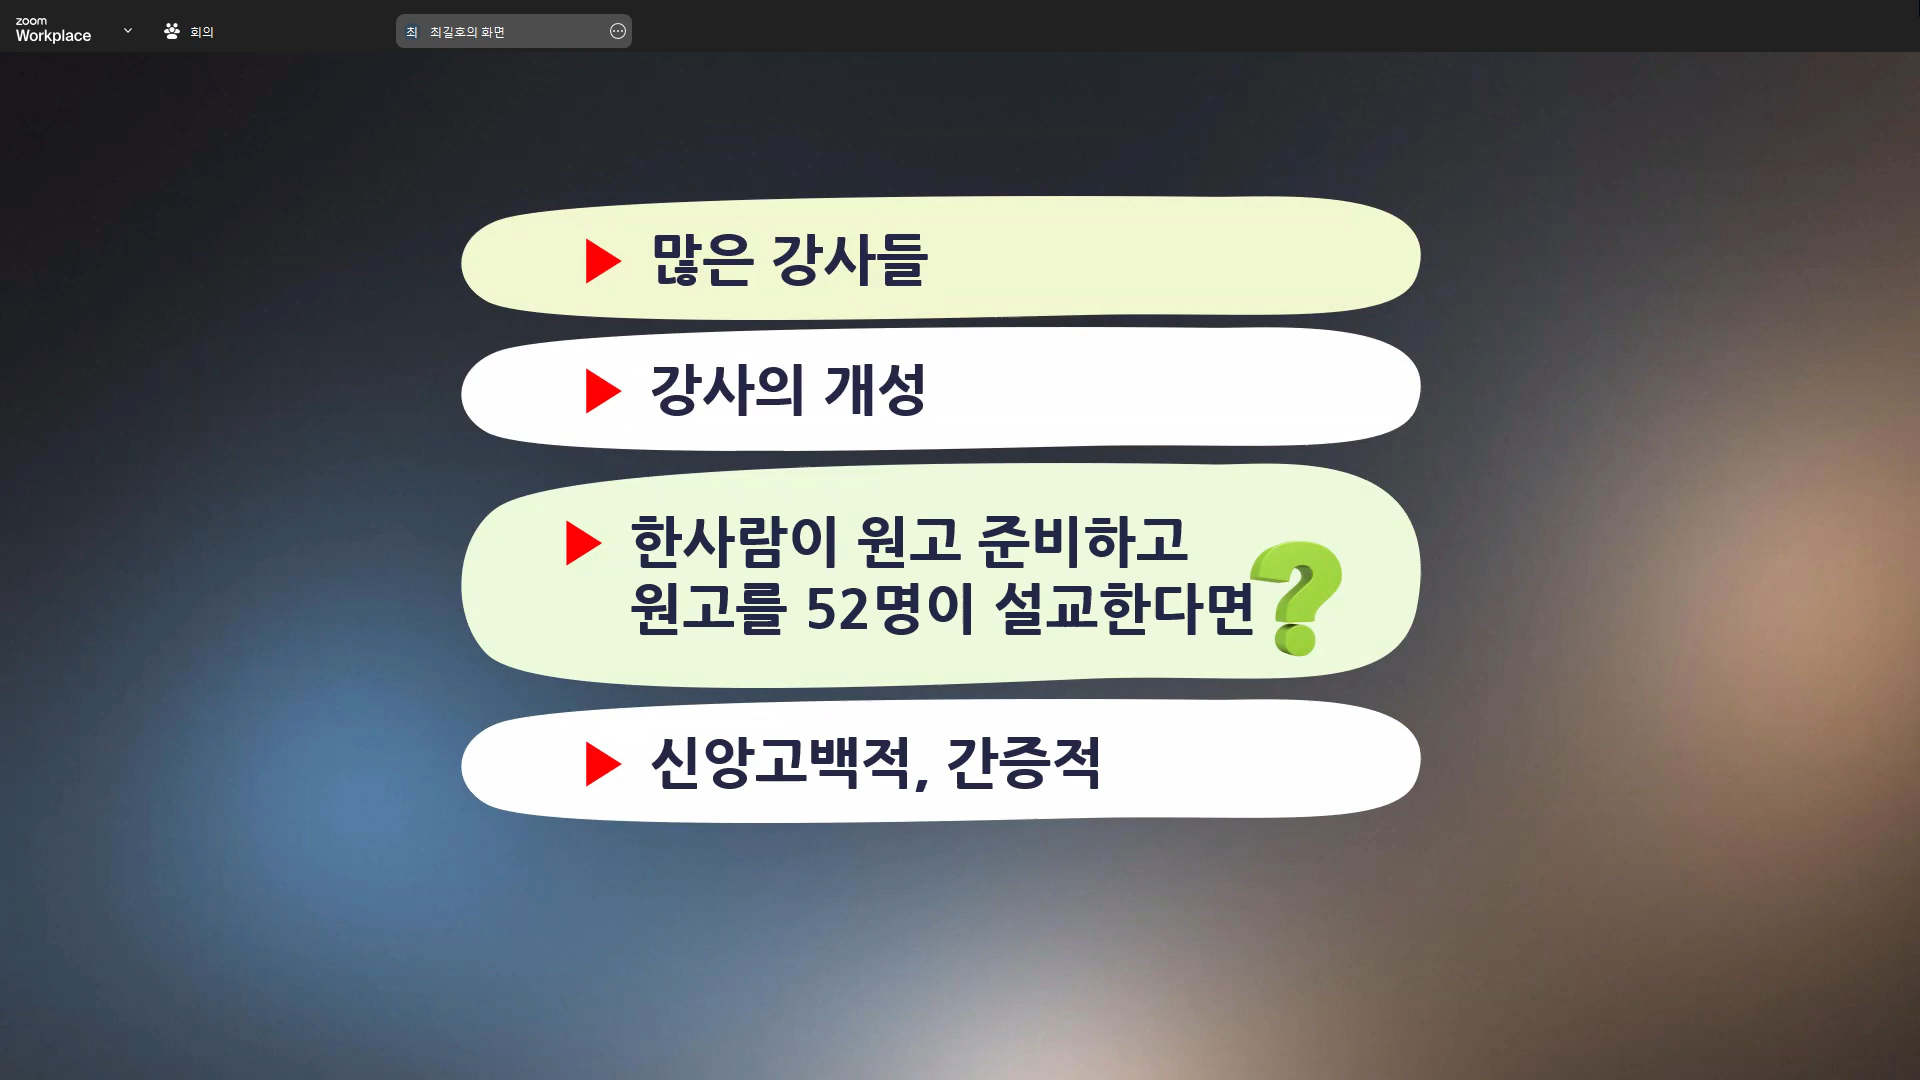 zoom
Workplace
회의
최 최길호의 화면
많은 강사들
강사의 개성
한사람이 원고 준비하고
원고를 52명이 설교한다면?
신앙고백적, 간증적